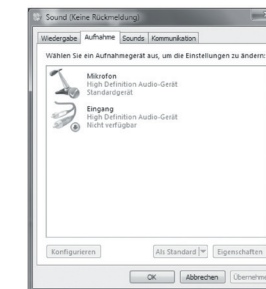 Sound (Keine Rückmeldung)
Wiedergabe Aufnahme Sounds Kommunikation
Wählen Sie ein Aufnahmegerät aus, um die Einstellungen zu ändern:
Mikrofon
High Definition Audio-Gerät
Standardgerät
Eingang
High Definition Audio-Gerät
Nicht verfügbar
Konfigurieren Als Standard Eigenschaften
OK Abbrechen Übernehme